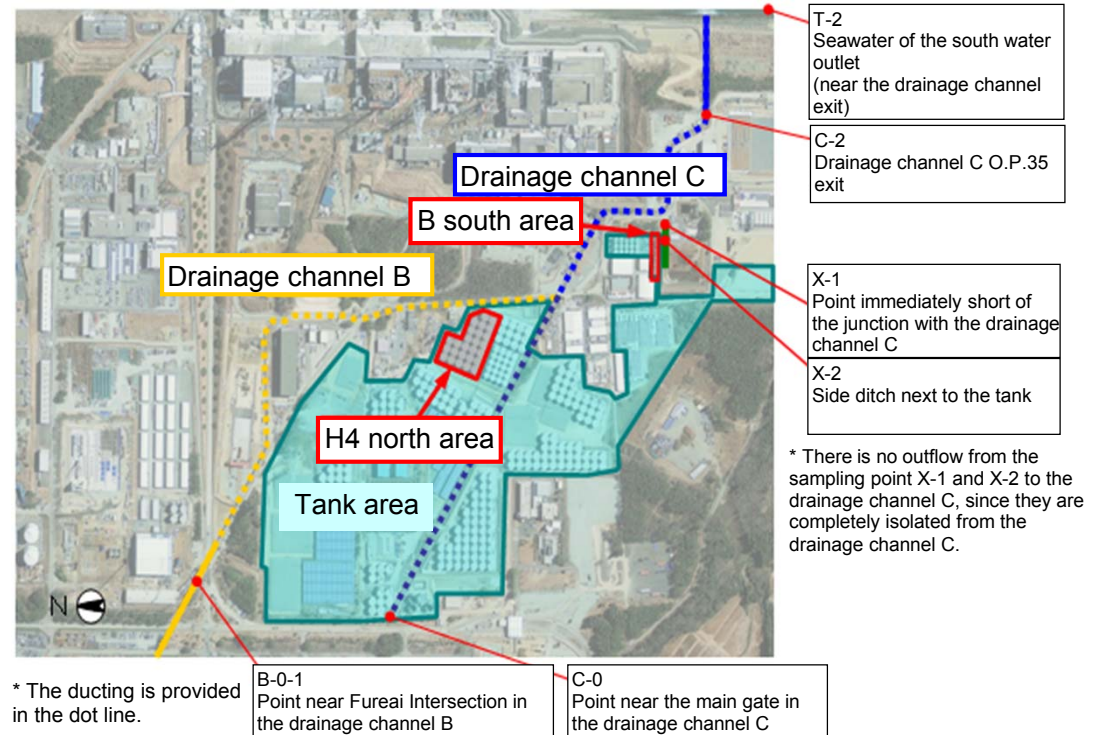 T-2
Seawater of the south water
outlet
(near the drainage channel
exit)
C-2
Drainage channel C O.P.35
exit
Drainage channel C
B south area
Drainage channel B
X-1
Point immediately short of
the junction with the drainage
channel C
X-2
Side ditch next to the tank
H4 north area
* There is no outflow from the
sampling point X-1 and X-2 to the
drainage channel C, since they are
completely isolated from the
drainage channel C.
Tank area
N
* The ducting is provided
in the dot line.
B-0-1
Point near Fureai Intersection in
the drainage channel B
C-0
Point near the main gate in
the drainage channel C